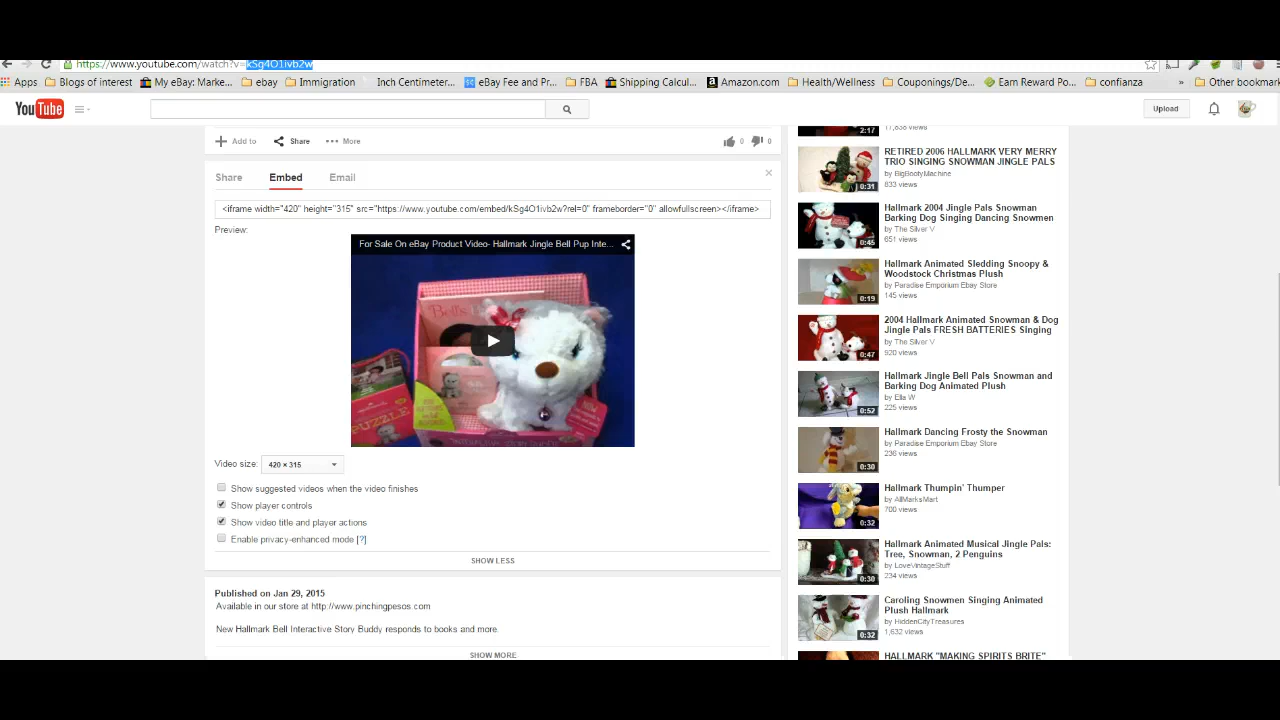 https://www.youtube.com/watch?v=kSg4O1ivb2w
Apps Blogs of interest My eBay: Marke... ebay Immigration Inch Centimeter... eBay Fee and Pr... FBA Shipping Calcul... Amazon.com Health/Wellness Couponings/De... Earn Reward Po... confianza » Other bookmar
YouTube
Upload
Add to Share More 0 0
Share Embed Email
<iframe width="420" height="315" src="https://www.youtube.com/embed/kSg4O1ivb2w?rel=0" frameborder="0" allowfullscreen></iframe>
Preview:
For Sale On eBay Product Video- Hallmark Jingle Bell Pup Inte...
PUZZLE
Video size: 420 × 315
Show suggested videos when the video finishes
Show player controls
Show video title and player actions
Enable privacy-enhanced mode [?]
SHOW LESS
Published on Jan 29, 2015
Available in our store at http://www.pinchingpesos.com
New Hallmark Bell Interactive Story Buddy responds to books and more.
SHOW MORE
2:17
17,838 views
0:31
RETIRED 2006 HALLMARK VERY MERRY
TRIO SINGING SNOWMAN JINGLE PALS
by BigBootyMachine
833 views
0:45
Hallmark 2004 Jingle Pals Snowman
Barking Dog Singing Dancing Snowmen
by The Silver V
651 views
0:19
Hallmark Animated Sledding Snoopy &
Woodstock Christmas Plush
by Paradise Emporium Ebay Store
145 views
0:47
2004 Hallmark Animated Snowman & Dog
Jingle Pals FRESH BATTERIES Singing
by The Silver V
920 views
0:52
Hallmark Jingle Bell Pals Snowman and
Barking Dog Animated Plush
by Ella W
225 views
0:30
Hallmark Dancing Frosty the Snowman
by Paradise Emporium Ebay Store
236 views
0:32
Hallmark Thumpin' Thumper
by AllMarksMart
700 views
0:30
Hallmark Animated Musical Jingle Pals:
Tree, Snowman, 2 Penguins
by LoveVintageStuff
234 views
0:32
Caroling Snowmen Singing Animated
Plush Hallmark
by HiddenCityTreasures
1,632 views
HALLMARK "MAKING SPIRITS BRITE"